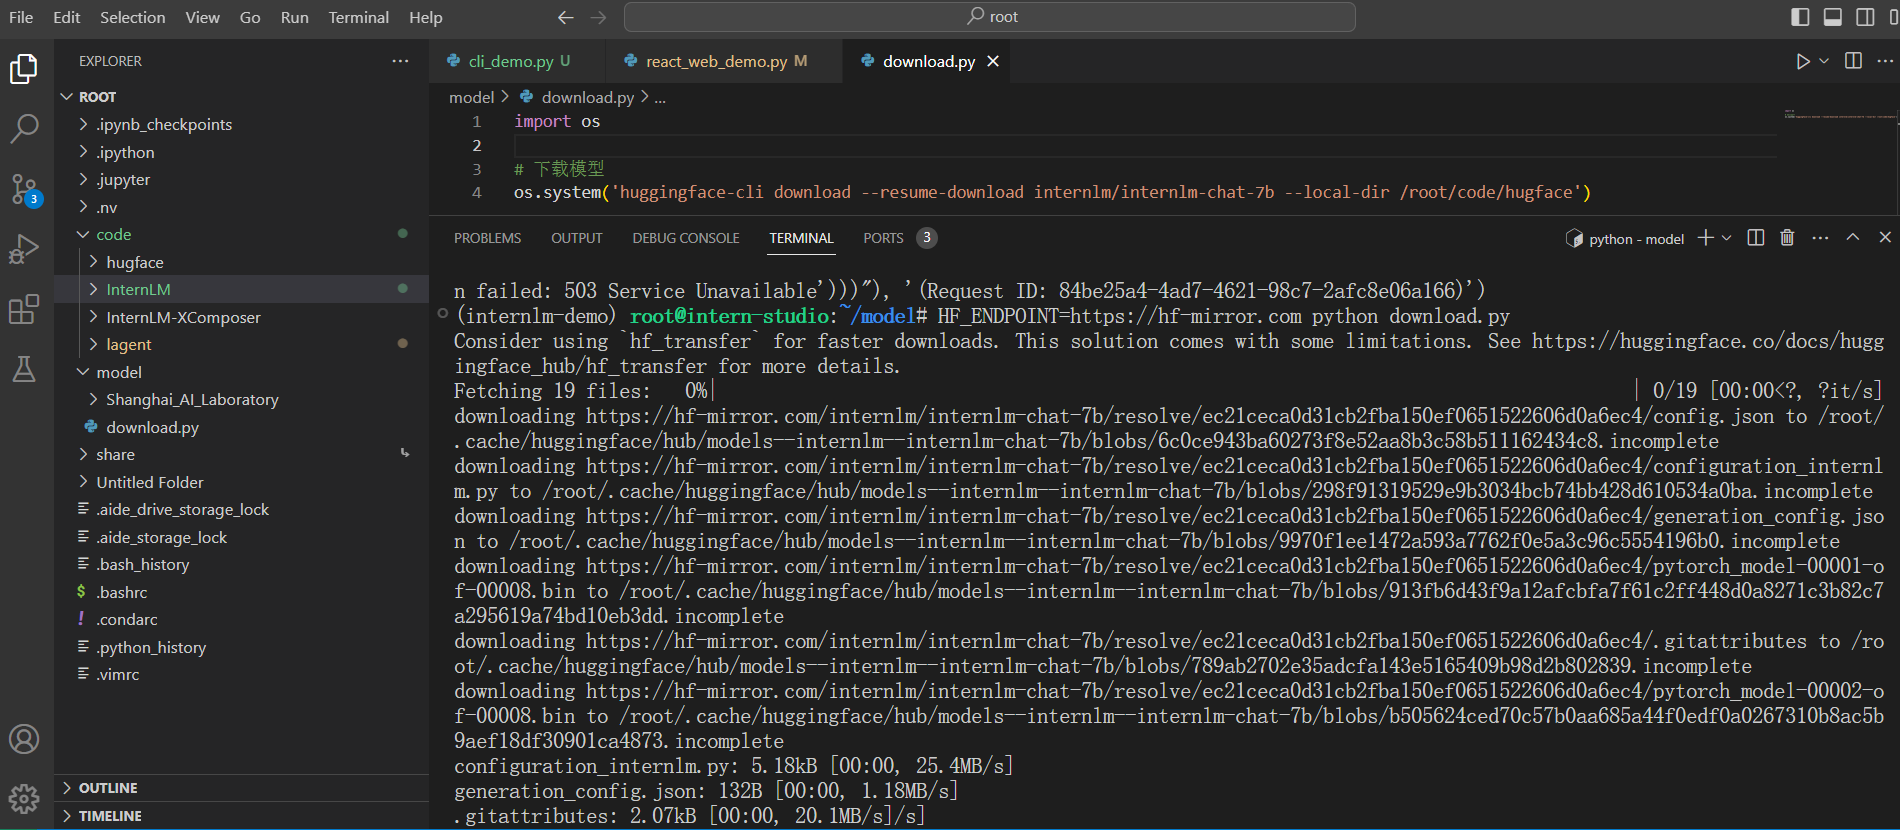 File Edit Selection View Go Run Terminal Help
root
EXPLORER
ROOT
.ipynb_checkpoints
.ipython
.jupyter
.nv
code
hugface
InternLM
InternLM-XComposer
lagent
model
Shanghai_AI_Laboratory
download.py
share
Untitled Folder
.aide_drive_storage_lock
.aide_storage_lock
.bash_history
$ .bashrc
! .condarc
.python_history
.vimrc
OUTLINE
TIMELINE
3
cli_demo.py U react_web_demo.py M download.py
model > download.py > ...
1 import os
2
3 # 下载模型
4 os.system('huggingface-cli download --resume-download internlm/internlm-chat-7b --local-dir /root/code/hugface')
PROBLEMS OUTPUT DEBUG CONSOLE TERMINAL PORTS 3
python - model
n failed: 503 Service Unavailable')))"), '(Request ID: 84be25a4-4ad7-4621-98c7-2afc8e06a166)')
(internlm-demo) root@intern-studio:~/model# HF_ENDPOINT=https://hf-mirror.com python download.py
Consider using `hf_transfer` for faster downloads. This solution comes with some limitations. See https://huggingface.co/docs/hugg
ingface_hub/hf_transfer for more details.
Fetching 19 files: 0%| | 0/19 [00:00<?, ?it/s]
downloading https://hf-mirror.com/internlm/internlm-chat-7b/resolve/ec21ceca0d31cb2fba150ef0651522606d0a6ec4/config.json to /root/
.cache/huggingface/hub/models--internlm--internlm-chat-7b/blobs/6c0ce943ba60273f8e52aa8b3c58b511162434c8.incomplete
downloading https://hf-mirror.com/internlm/internlm-chat-7b/resolve/ec21ceca0d31cb2fba150ef0651522606d0a6ec4/configuration_internl
m.py to /root/.cache/huggingface/hub/models--internlm--internlm-chat-7b/blobs/298f91319529e9b3034bcb74bb428d610534a0ba.incomplete
downloading https://hf-mirror.com/internlm/internlm-chat-7b/resolve/ec21ceca0d31cb2fba150ef0651522606d0a6ec4/generation_config.jso
n to /root/.cache/huggingface/hub/models--internlm--internlm-chat-7b/blobs/9970f1ee1472a593a7762f0e5a3c96c5554196b0.incomplete
downloading https://hf-mirror.com/internlm/internlm-chat-7b/resolve/ec21ceca0d31cb2fba150ef0651522606d0a6ec4/pytorch_model-00001-o
f-00008.bin to /root/.cache/huggingface/hub/models--internlm--internlm-chat-7b/blobs/913fb6d43f9a12afcbfa7f61c2ff448d0a8271c3b82c7
a295619a74bd10eb3dd.incomplete
downloading https://hf-mirror.com/internlm/internlm-chat-7b/resolve/ec21ceca0d31cb2fba150ef0651522606d0a6ec4/.gitattributes to /ro
ot/.cache/huggingface/hub/models--internlm--internlm-chat-7b/blobs/789ab2702e35adcfa143e5165409b98d2b802839.incomplete
downloading https://hf-mirror.com/internlm/internlm-chat-7b/resolve/ec21ceca0d31cb2fba150ef0651522606d0a6ec4/pytorch_model-00002-o
f-00008.bin to /root/.cache/huggingface/hub/models--internlm--internlm-chat-7b/blobs/b505624ced70c57b0aa685a44f0edf0a0267310b8ac5b
9aef18df30901ca4873.incomplete
configuration_internlm.py: 5.18kB [00:00, 25.4MB/s]
generation_config.json: 132B [00:00, 1.18MB/s]
.gitattributes: 2.07kB [00:00, 20.1MB/s]/s]